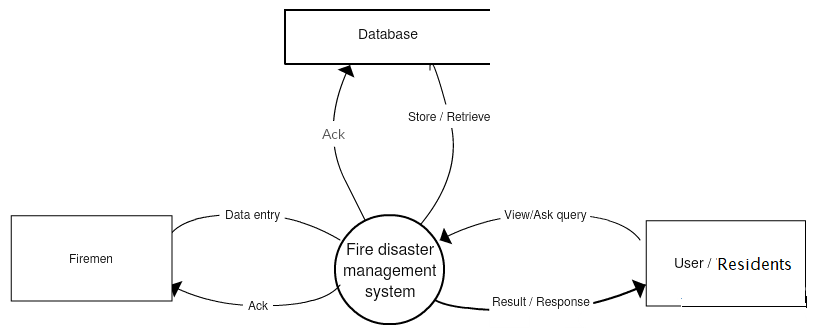 Database
Ack
Store / Retrieve
Data entry
View/Ask query
Firemen
Fire disaster
management
system
User / Residents
Ack
Result / Response